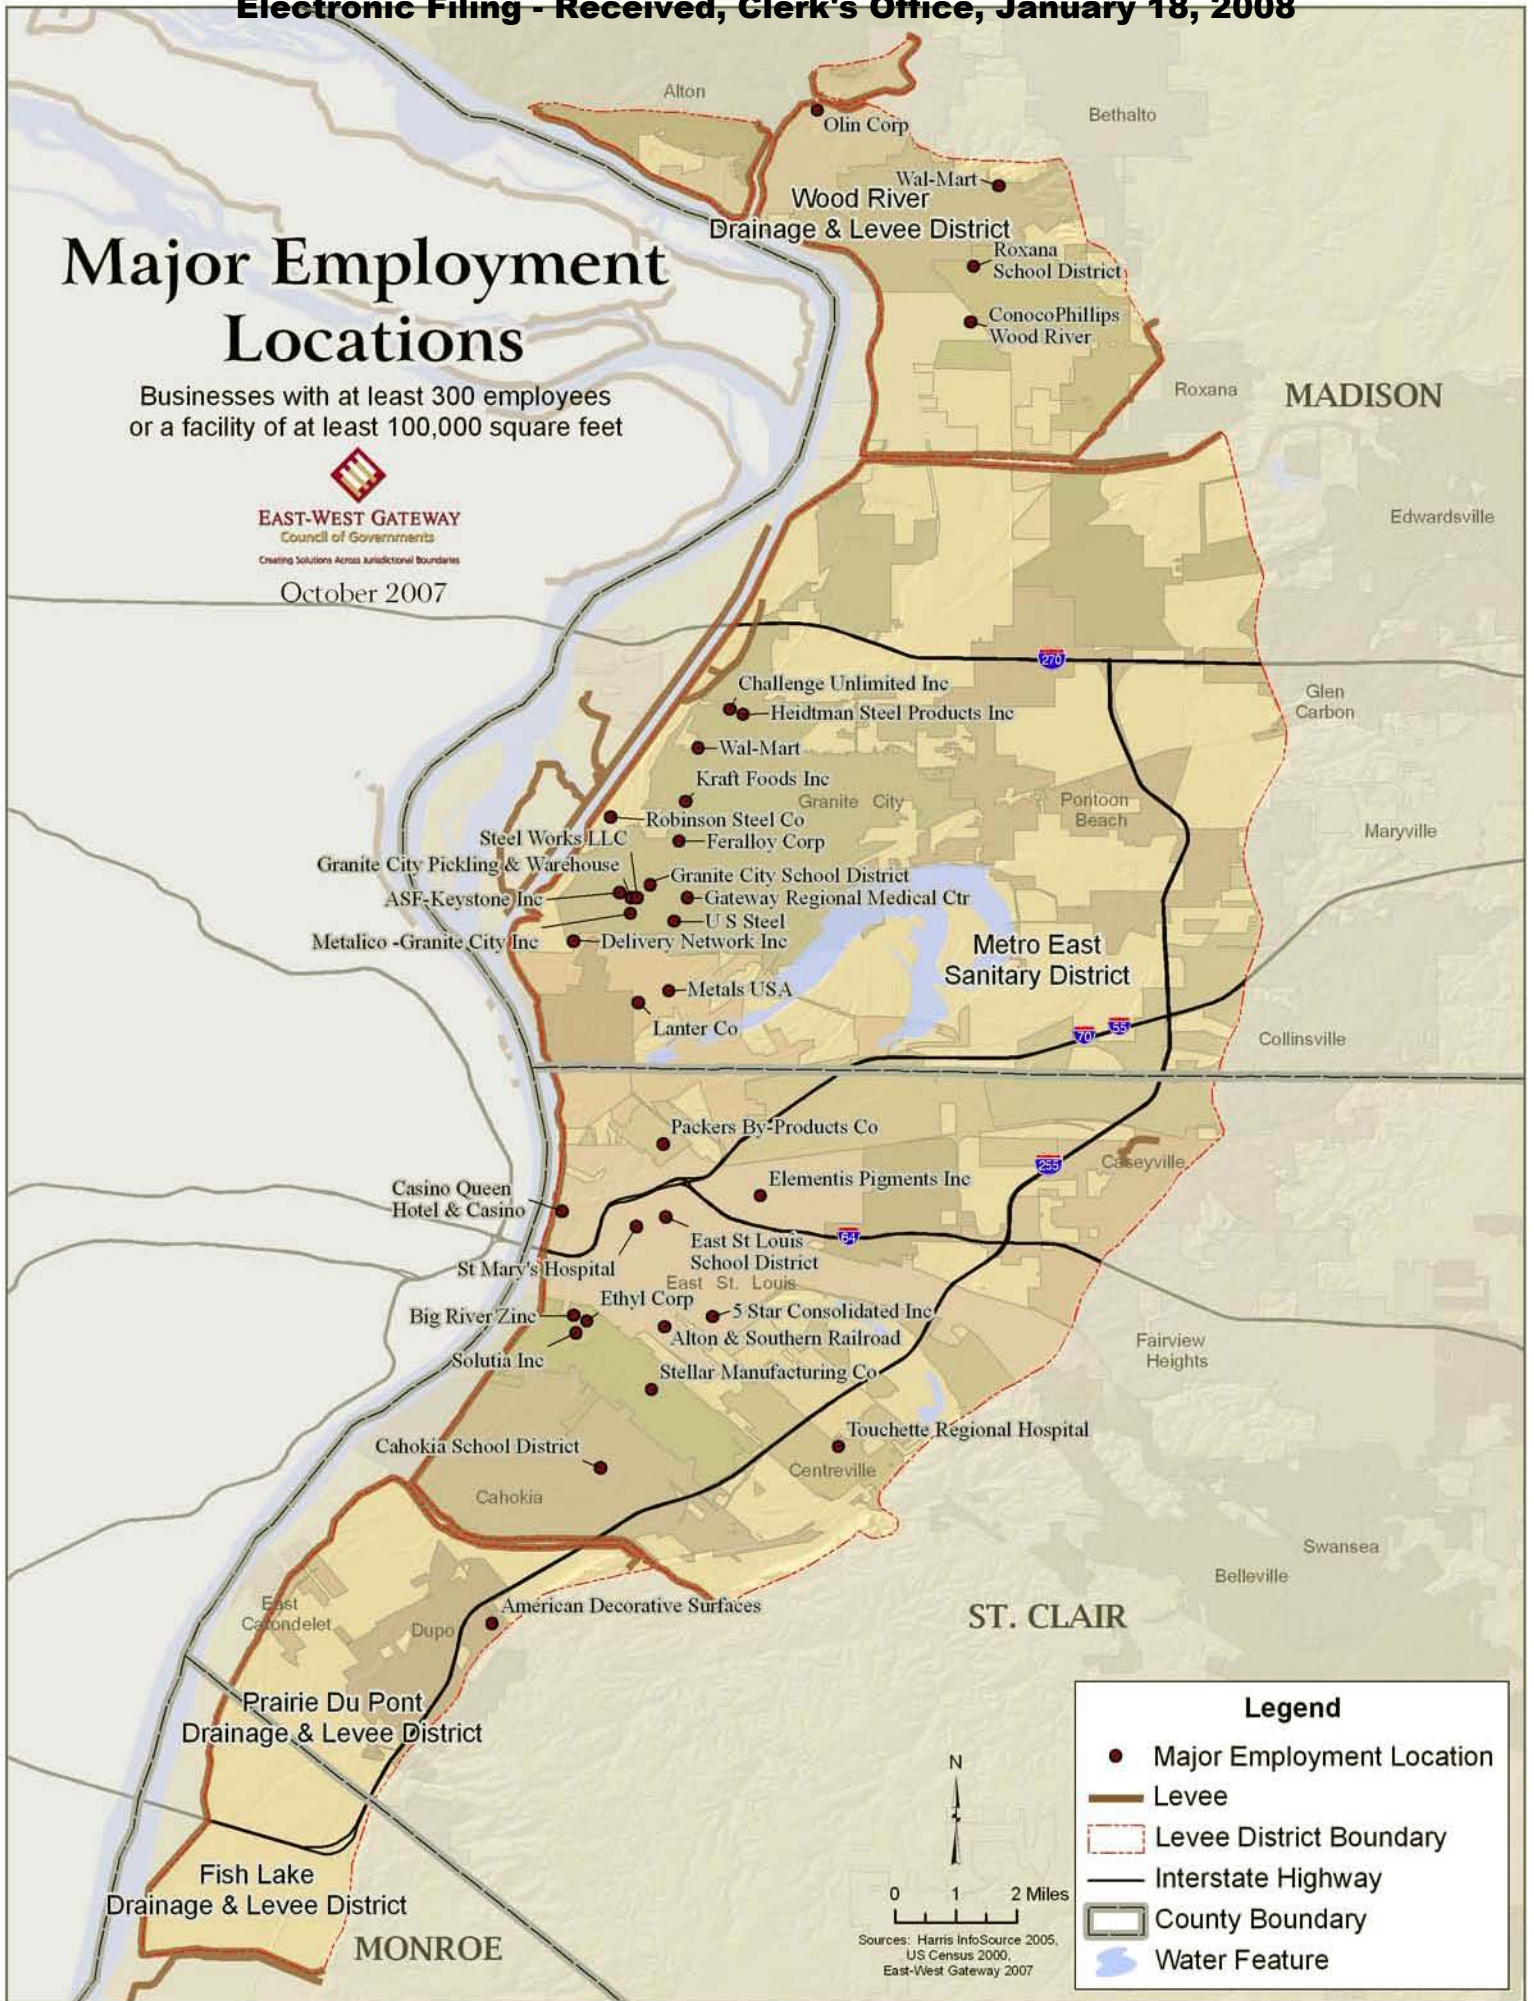 Electronic Filing - Received, Clerk's Office, January 18, 2008
Alton
Bethalto
Olin Corp
Wal-Mart
Wood River
Drainage & Levee District
Roxana
School District
ConocoPhillips
Wood River
Major Employment
Locations
Businesses with at least 300 employees
or a facility of at least 100,000 square feet
EAST-WEST GATEWAY
Council of Governments
Creating Solutions Across Jurisdictional Boundaries
October 2007
Roxana
MADISON
Edwardsville
270
Glen
Carbon
Challenge Unlimited Inc
Heidtman Steel Products Inc
Wal-Mart
Kraft Foods Inc
Granite City
Pontoon
Beach
Robinson Steel Co
Maryville
Steel Works LLC
Feralloy Corp
Granite City Pickling & Warehouse
Granite City School District
ASF-Keystone Inc
Gateway Regional Medical Ctr
U S Steel
Metalico -Granite City Inc
Delivery Network Inc
Metro East
Sanitary District
Metals USA
Lanter Co
70
55
Collinsville
Packers By-Products Co
255
Caseyville
Elementis Pigments Inc
Casino Queen
Hotel & Casino
64
East St Louis
School District
St Mary's Hospital
East St. Louis
Ethyl Corp
Big River Zinc
5 Star Consolidated Inc
Alton & Southern Railroad
Fairview
Heights
Solutia Inc
Stellar Manufacturing Co
Touchette Regional Hospital
Cahokia School District
Centreville
Cahokia
Swansea
Belleville
East
Carondelet
American Decorative Surfaces
Dupo
ST. CLAIR
Prairie Du Pont
Drainage & Levee District
Fish Lake
Drainage & Levee District
MONROE
N
0 1 2 Miles
Sources: Harris InfoSource 2005,
US Census 2000,
East-West Gateway 2007
Legend
Major Employment Location
Levee
Levee District Boundary
Interstate Highway
County Boundary
Water Feature